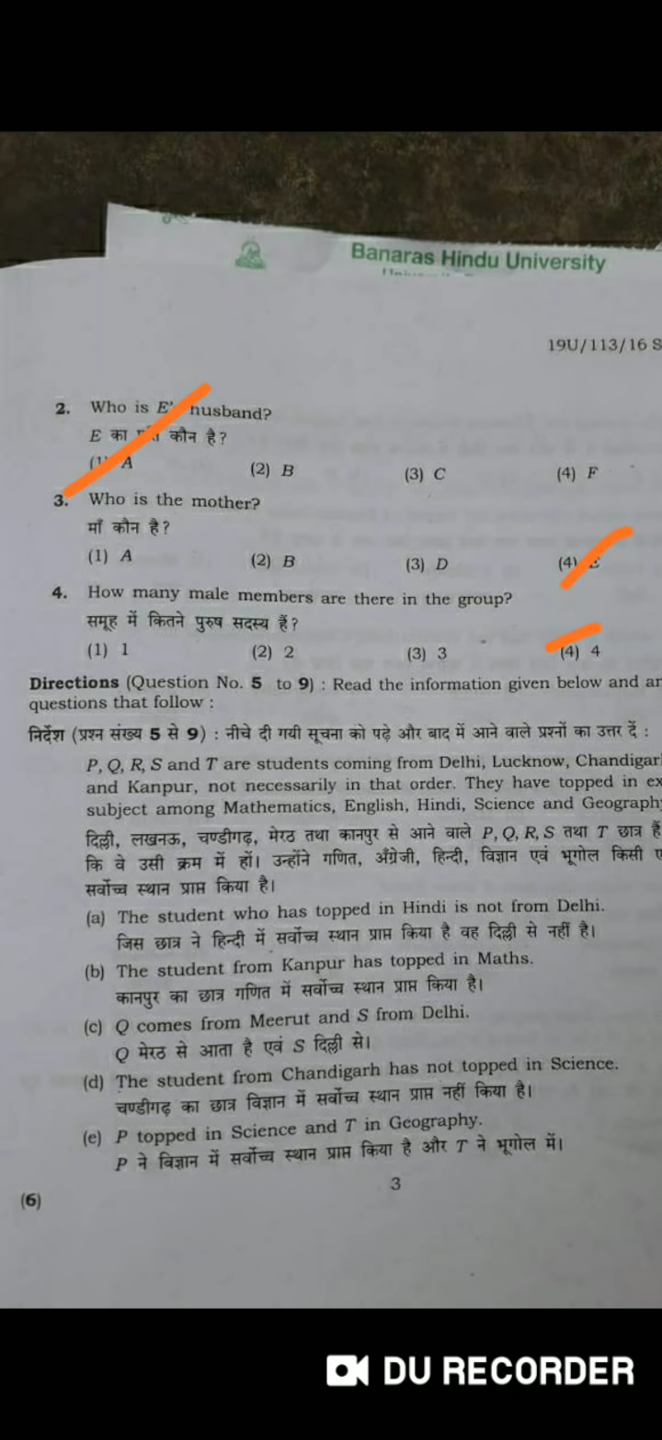 Banaras Hindu University
19U/113/16 S
2. Who is E' husband?
E का कौन है?
(1) A (2) B (3) C (4) F
3. Who is the mother?
माँ कौन है?
(1) A (2) B (3) D (4)
4. How many male members are there in the group?
समूह में कितने पुरुष सदस्य हैं?
(1) 1 (2) 2 (3) 3 (4) 4
Directions (Question No. 5 to 9) : Read the information given below and an
questions that follow :
निर्देश (प्रश्न संख्य 5 से 9) : नीचे दी गयी सूचना को पढ़े और बाद में आने वाले प्रश्नों का उत्तर दें :
P, Q, R, S and T are students coming from Delhi, Lucknow, Chandigar
and Kanpur, not necessarily in that order. They have topped in ex
subject among Mathematics, English, Hindi, Science and Geography
दिल्ली, लखनऊ, चण्डीगढ़, मेरठ तथा कानपुर से आने वाले P, Q, R, S तथा T छात्र हैं
कि वे उसी क्रम में हों। उन्होंने गणित, अँग्रेजी, हिन्दी, विज्ञान एवं भूगोल किसी ए
सर्वोच्च स्थान प्राप्त किया है।
(a) The student who has topped in Hindi is not from Delhi.
जिस छात्र ने हिन्दी में सर्वोच्च स्थान प्राप्त किया है वह दिल्ली से नहीं है।
(b) The student from Kanpur has topped in Maths.
कानपुर का छात्र गणित में सर्वोच्च स्थान प्राप्त किया है।
(c) Q comes from Meerut and S from Delhi.
Q मेरठ से आता है एवं S दिल्ली से।
(d) The student from Chandigarh has not topped in Science.
चण्डीगढ़ का छात्र विज्ञान में सर्वोच्च स्थान प्राप्त नहीं किया है।
(e) P topped in Science and T in Geography.
P ने विज्ञान में सर्वोच्च स्थान प्राप्त किया है और T ने भूगोल में।
3
(6)
DU RECORDER